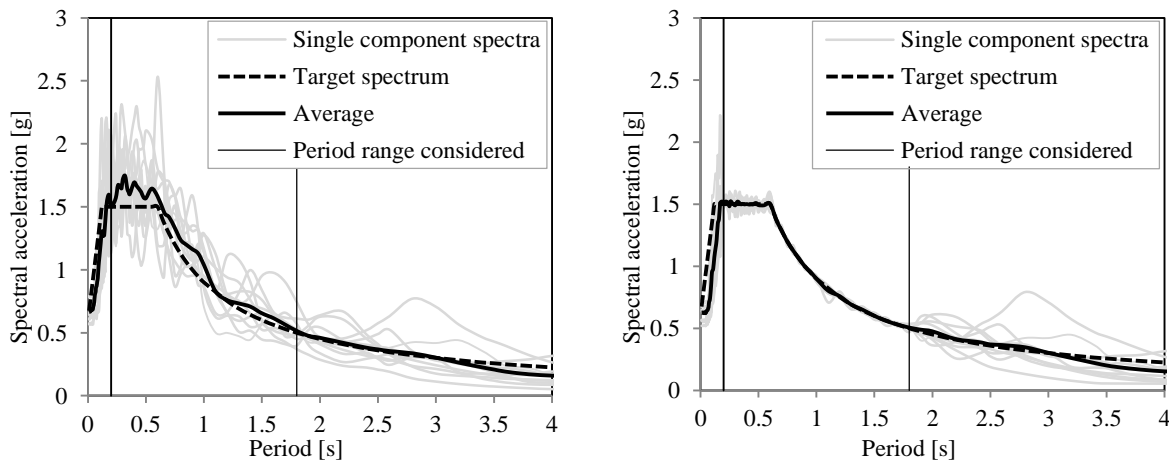 3
2.5
2
1.5
1
0.5
0
Spectral acceleration [g]
Single component spectra
Target spectrum
Average
Period range considered
0 0.5 1 1.5 2 2.5 3 3.5 4
Period [s]
3
2.5
2
1.5
1
0.5
0
Spectral acceleration [g]
Single component spectra
Target spectrum
Average
Period range considered
0 0.5 1 1.5 2 2.5 3 3.5 4
Period [s]